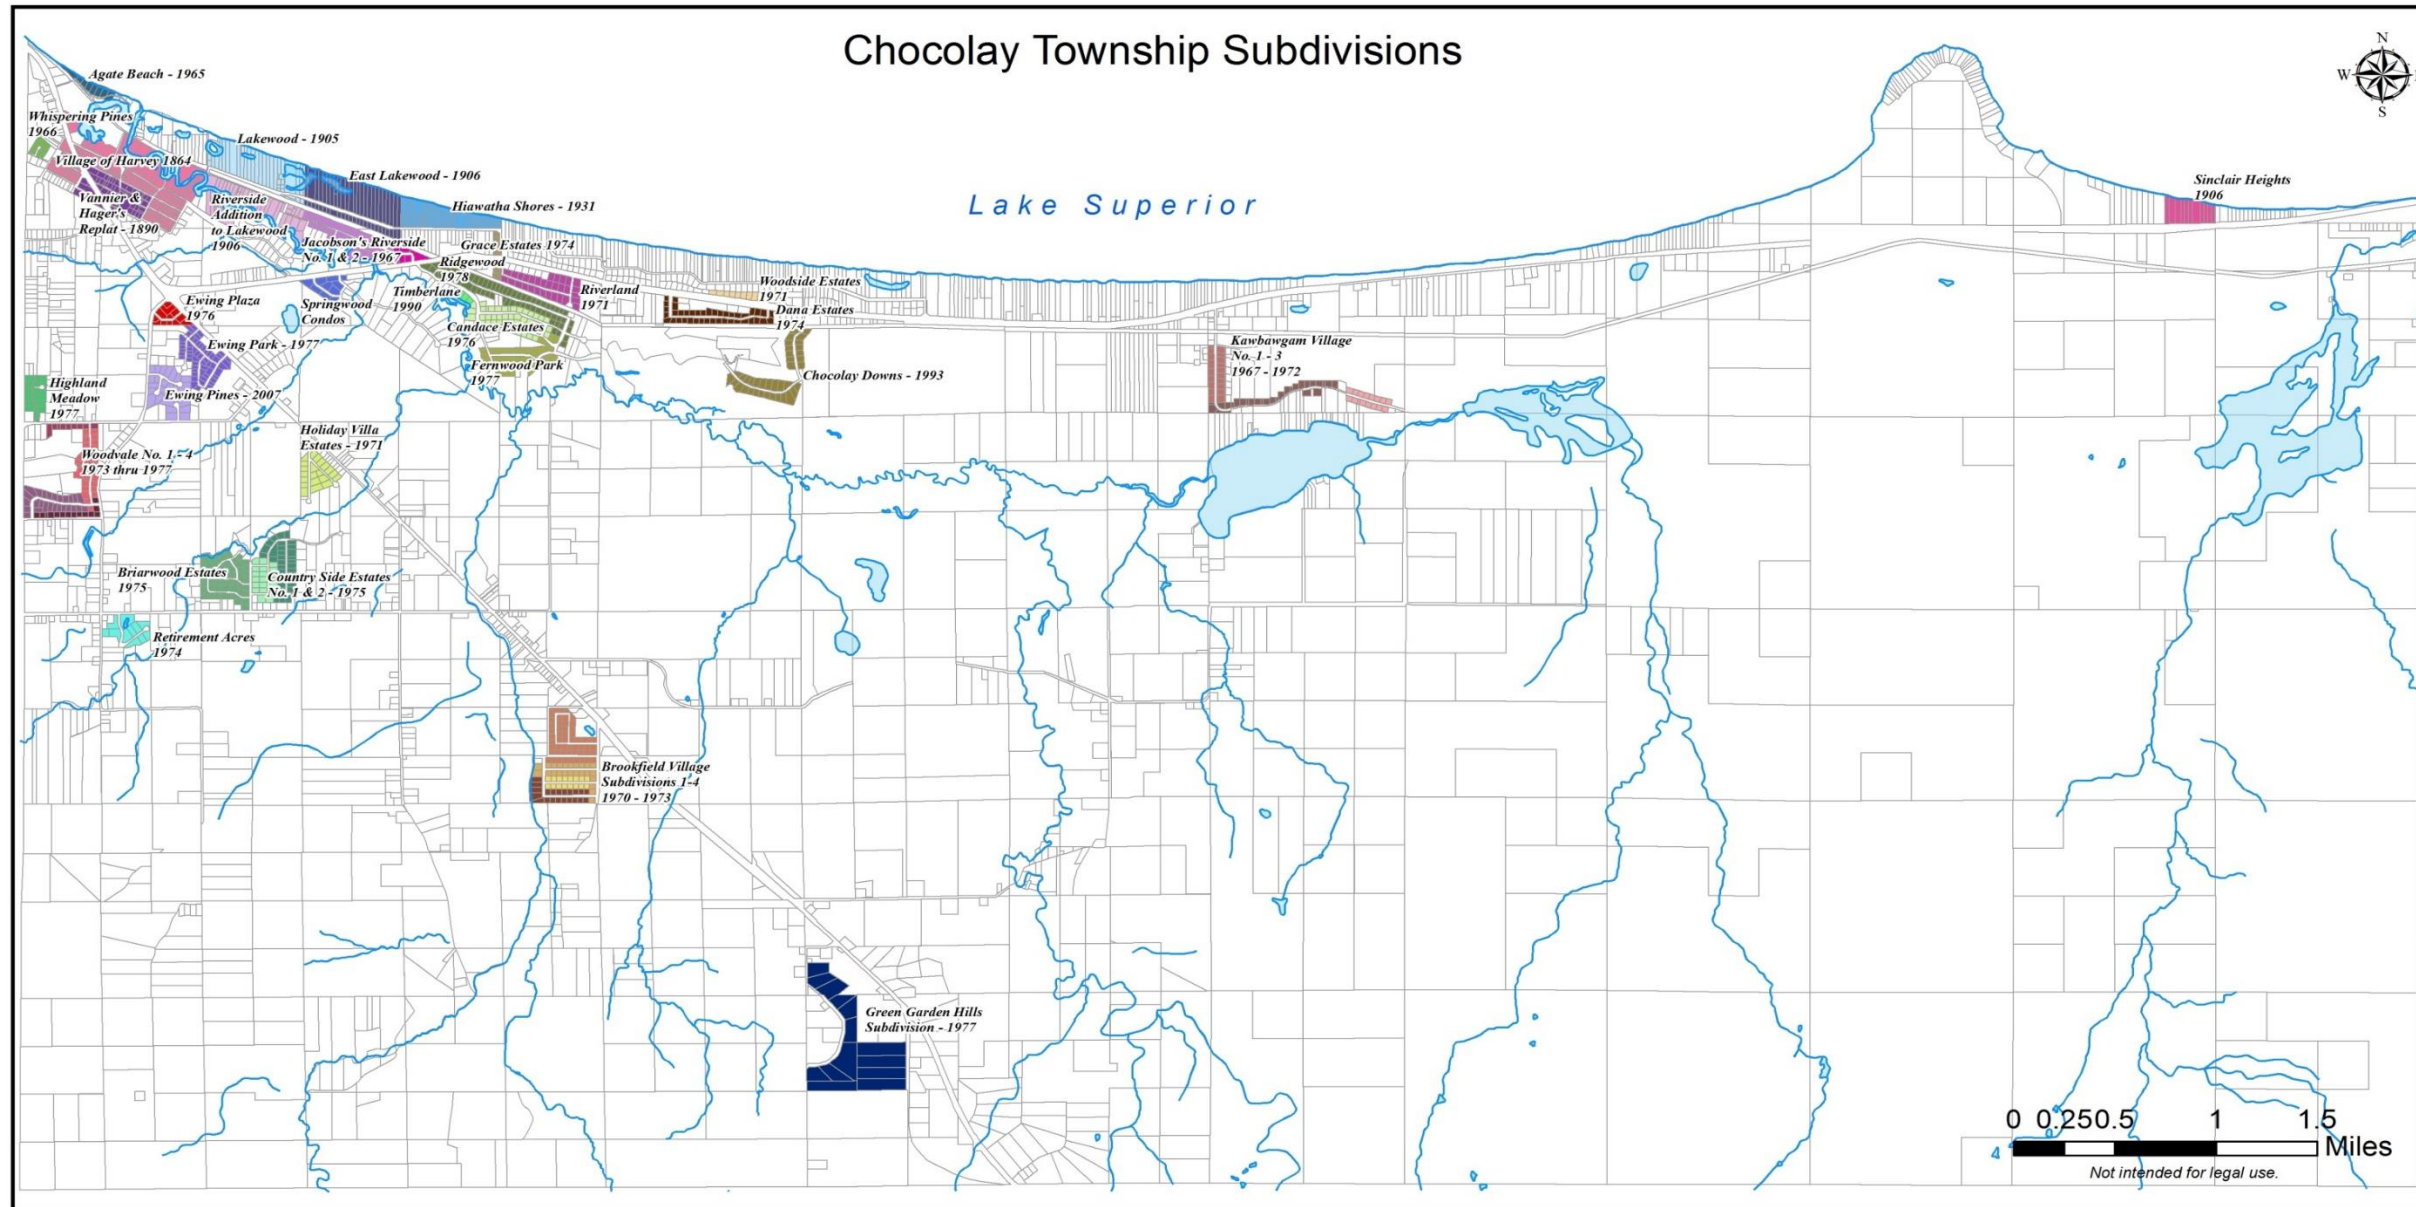 Chocolay Township Subdivisions
N
W
S
Agate Beach - 1965
Whispering Pines
1966
Lakewood - 1905
Village of Harvey 1864
East Lakewood - 1906
Vannier &
Hager's
Replat - 1890
Riverside
Addition
to Lakewood
1906
Hiawatha Shores - 1931
Lake Superior
Sinclair Heights
1906
Jacobson's Riverside
No. 1 & 2 - 1967
Grace Estates 1974
Ridgewood
1978
Timberlane
1990
Riverland
1971
Woodside Estates
1971
Dana Estates
1974
Ewing Plaza
1976
Springwood
Condos
Candace Estates
1976
Ewing Park - 1977
Fernwood Park
1977
Chocolay Downs - 1993
Kawbawgam Village
No. 1 - 3
1967 - 1972
Highland
Meadow
1977
Ewing Pines - 2007
Holiday Villa
Estates - 1971
Woodvale No. 1 - 4
1973 thru 1977
Briarwood Estates
1975
Country Side Estates
No. 1 & 2 - 1975
Retirement Acres
1974
Brookfield Village
Subdivisions 1-4
1970 - 1973
Green Garden Hills
Subdivision - 1977
0 0.25 0.5 1 1.5
Miles
Not intended for legal use.